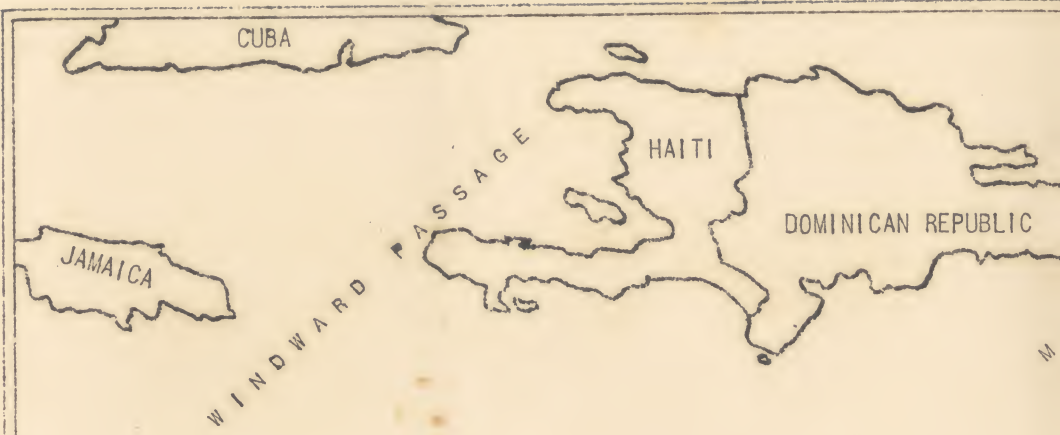 CUBA
HAITI
DOMINICAN REPUBLIC
JAMAICA
WINDWARD PASSAGE
M